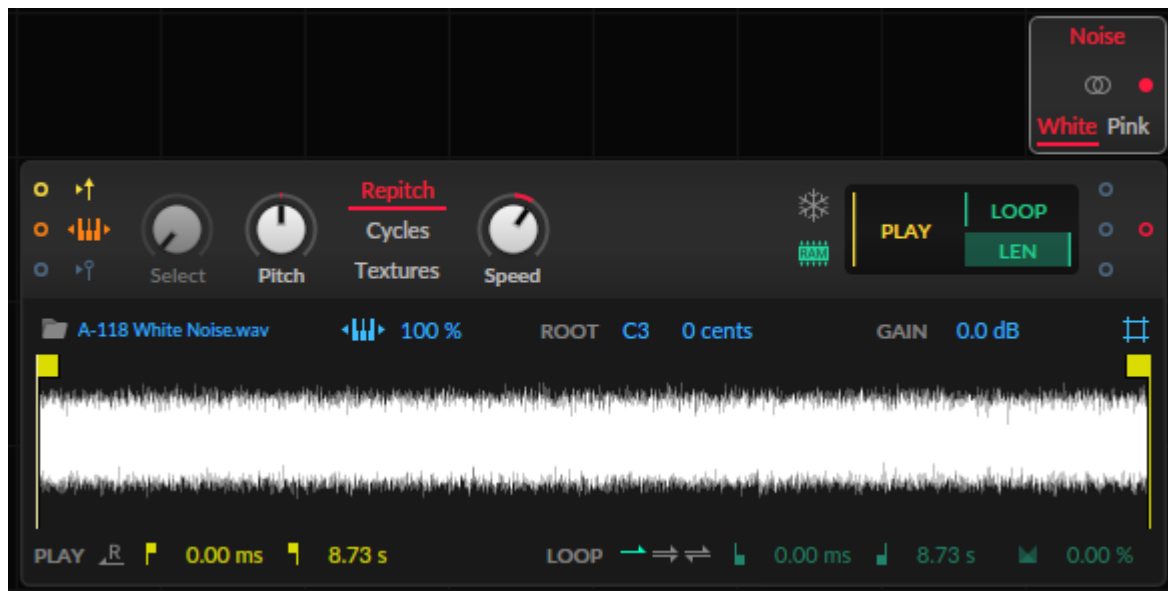 Noise
White Pink
Repitch
Cycles
Textures
Select
Pitch
Speed
RAM
PLAY
LOOP
LEN
A-118 White Noise.wav 100 % ROOT C3 0 cents GAIN 0.0 dB
PLAY R 0.00 ms 8.73 s LOOP 0.00 ms 8.73 s 0.00 %